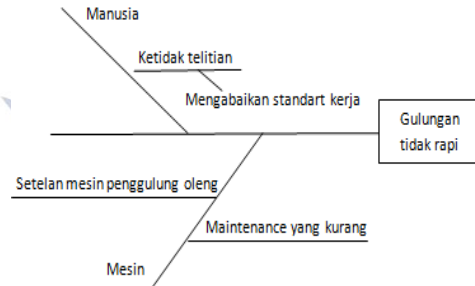 Manusia
Ketidak telitian
Mengabaikan standart kerja
Gulungan
tidak rapi
Setelan mesin penggulung oleng
Maintenance yang kurang
Mesin